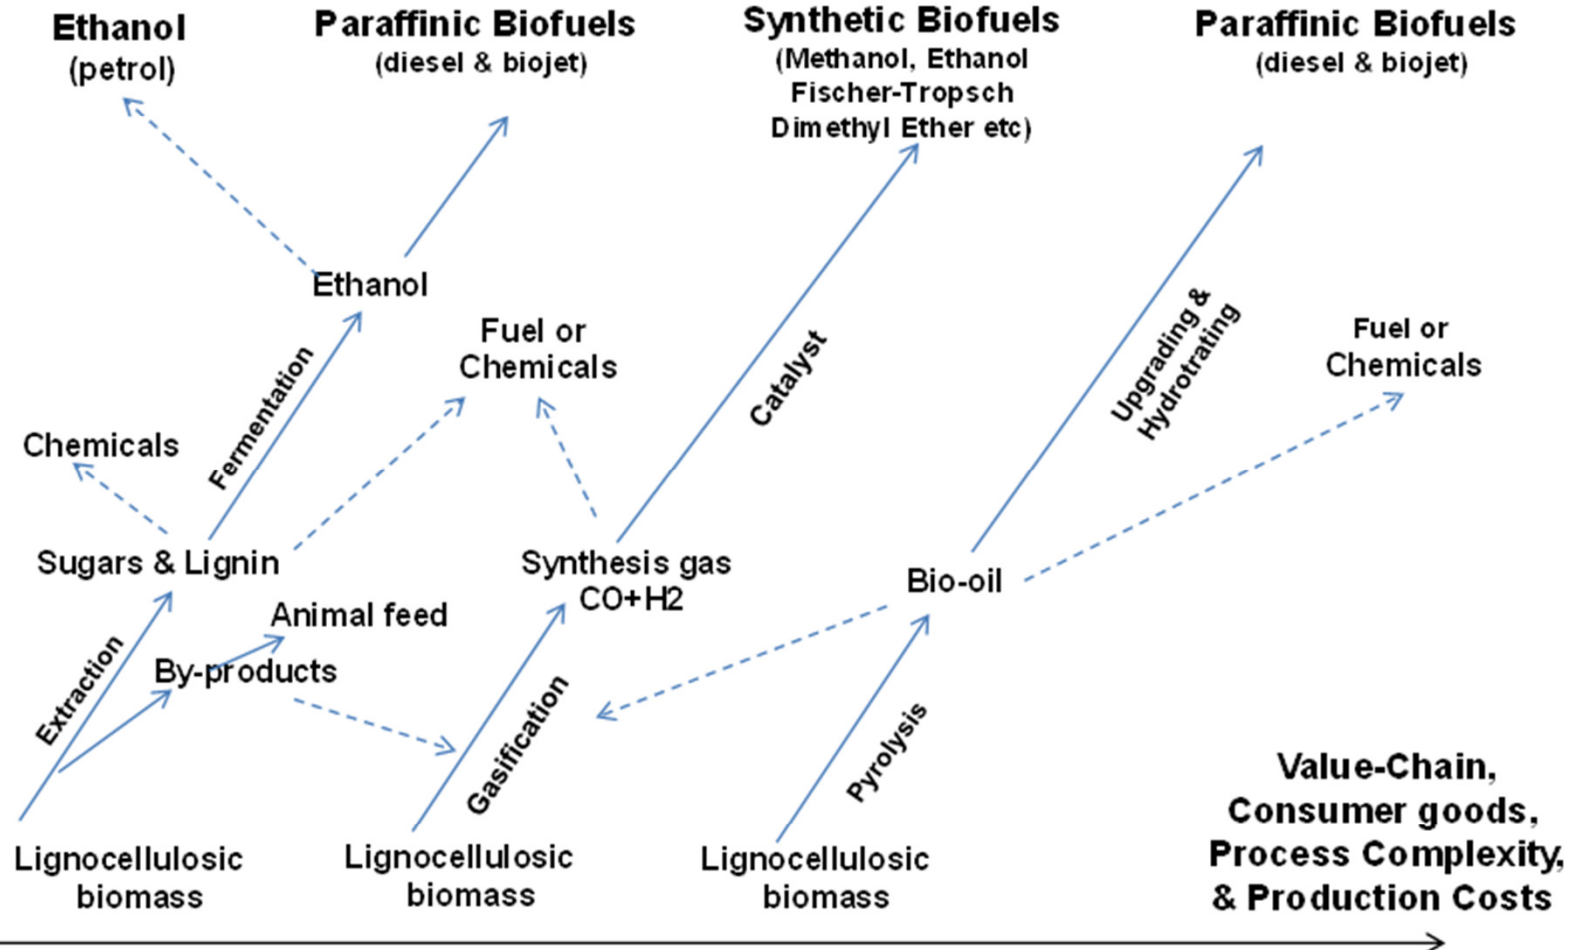 Ethanol
(petrol)
Paraffinic Biofuels
(diesel & biojet)
Synthetic Biofuels
(Methanol, Ethanol
Fischer-Tropsch
Dimethyl Ether etc)
Paraffinic Biofuels
(diesel & biojet)
Ethanol
Fuel or
Chemicals
Fuel or
Chemicals
Fermentation
Catalyst
Upgrading &
Hydrotrating
Chemicals
Sugars & Lignin
Synthesis gas
CO+H2
Bio-oil
Animal feed
By-products
Extraction
Gasification
Pyrolysis
Lignocellulosic
biomass
Lignocellulosic
biomass
Lignocellulosic
biomass
Value-Chain,
Consumer goods,
Process Complexity,
& Production Costs